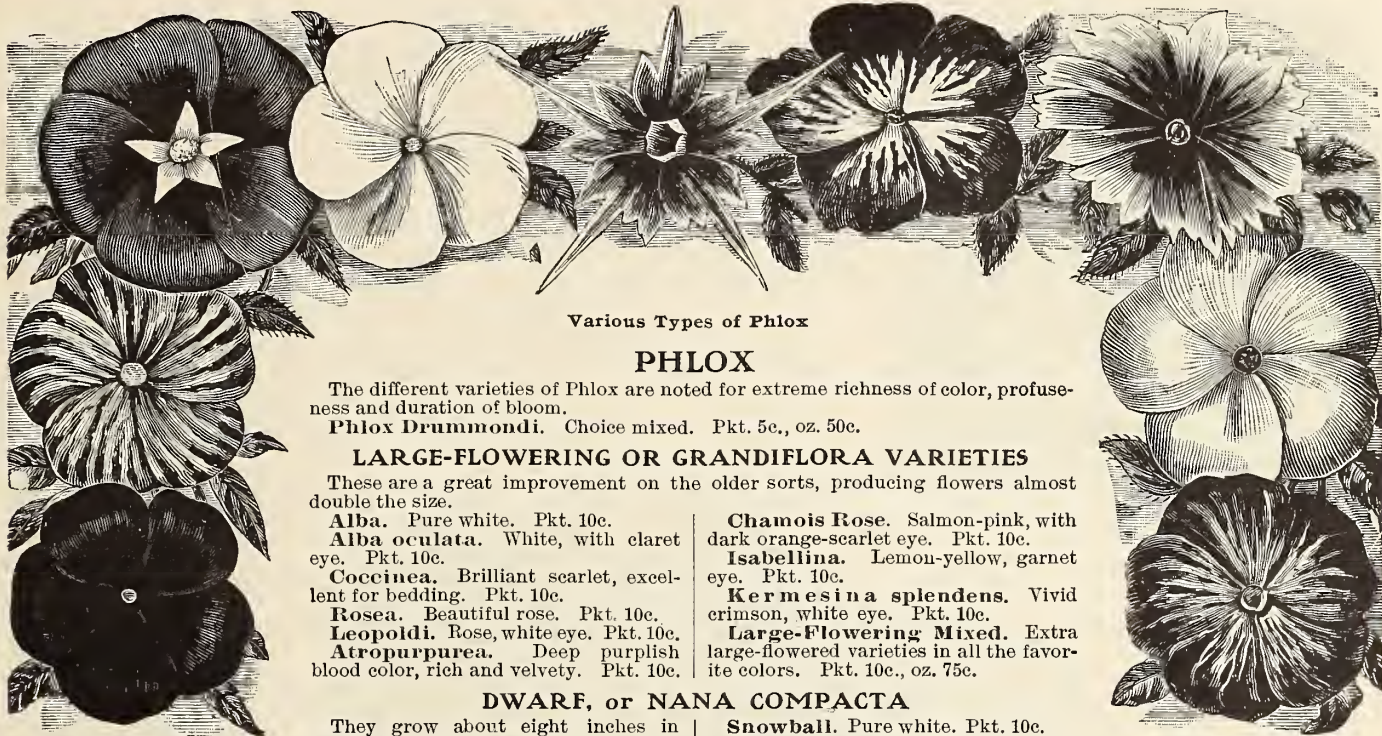 Various Types of Phlox
PHLOX
The different varieties of Phlox are noted for extreme richness of color, profuse-
ness and duration of bloom.
Phlox Drummondi. Choice mixed. Pkt. 5c., oz. 50c.
LARGE-FLOWERING OR GRANDIFLORA VARIETIES
These are a great improvement on the older sorts, producing flowers almost
double the size.
Alba. Pure white. Pkt. 10c.
Alba oculata. White, with claret
eye. Pkt. 10c.
Coccinea. Brilliant scarlet, excel-
lent for bedding. Pkt. 10c.
Rosea. Beautiful rose. Pkt. 10c.
Leopoldi. Rose, white eye. Pkt. 10c.
Atropurpurea. Deep purplish
blood color, rich and velvety. Pkt. 10c.
Chamois Rose. Salmon-pink, with
dark orange-scarlet eye. Pkt. 10c.
Isabellina. Lemon-yellow, garnet
eye. Pkt. 10c.
Kermesina splendens. Vivid
crimson, white eye. Pkt. 10c.
Large-Flowering Mixed. Extra
large-flowered varieties in all the favor-
ite colors. Pkt. 10c., oz. 75c.
DWARF, or NANA COMPACTA
They grow about eight inches in
Snowball. Pure white. Pkt. 10c.